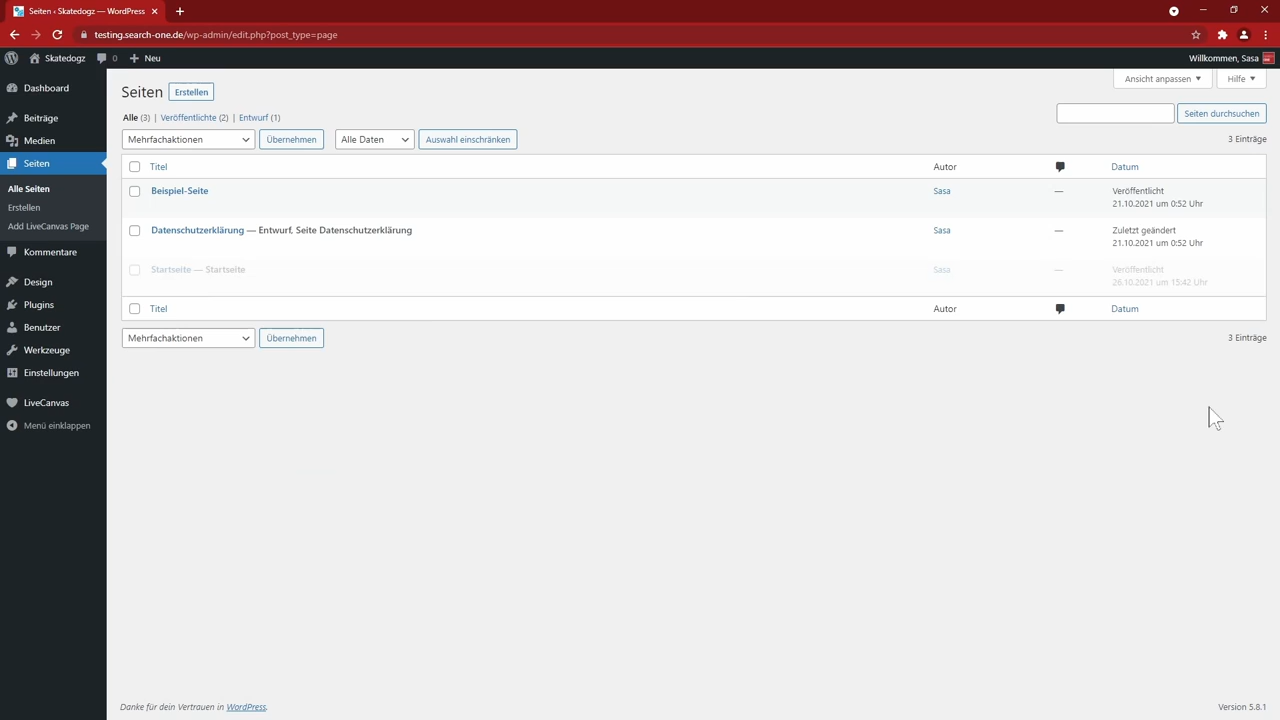 Seiten ‹ Skatedogz — WordPress
testing.search-one.de/wp-admin/edit.php?post_type=page
Skatedogz 0 Neu
Willkommen, Sasa
Dashboard
Beiträge
Medien
Seiten
Alle Seiten
Erstellen
Add LiveCanvas Page
Kommentare
Design
Plugins
Benutzer
Werkzeuge
Einstellungen
LiveCanvas
Menü einklappen
Ansicht anpassen Hilfe
Seiten Erstellen
Alle (3) | Veröffentlichte (2) | Entwurf (1)
Seiten durchsuchen
Mehrfachaktionen Übernehmen Alle Daten Auswahl einschränken
3 Einträge
Titel Autor Datum
Beispiel-Seite Sasa — Veröffentlicht
21.10.2021 um 0:52 Uhr
Datenschutzerklärung — Entwurf, Seite Datenschutzerklärung Sasa — Zuletzt geändert
21.10.2021 um 0:52 Uhr
Startseite — Startseite Sasa — Veröffentlicht
26.10.2021 um 15:42 Uhr
Titel Autor Datum
Mehrfachaktionen Übernehmen
3 Einträge
Danke für dein Vertrauen in WordPress.
Version 5.8.1